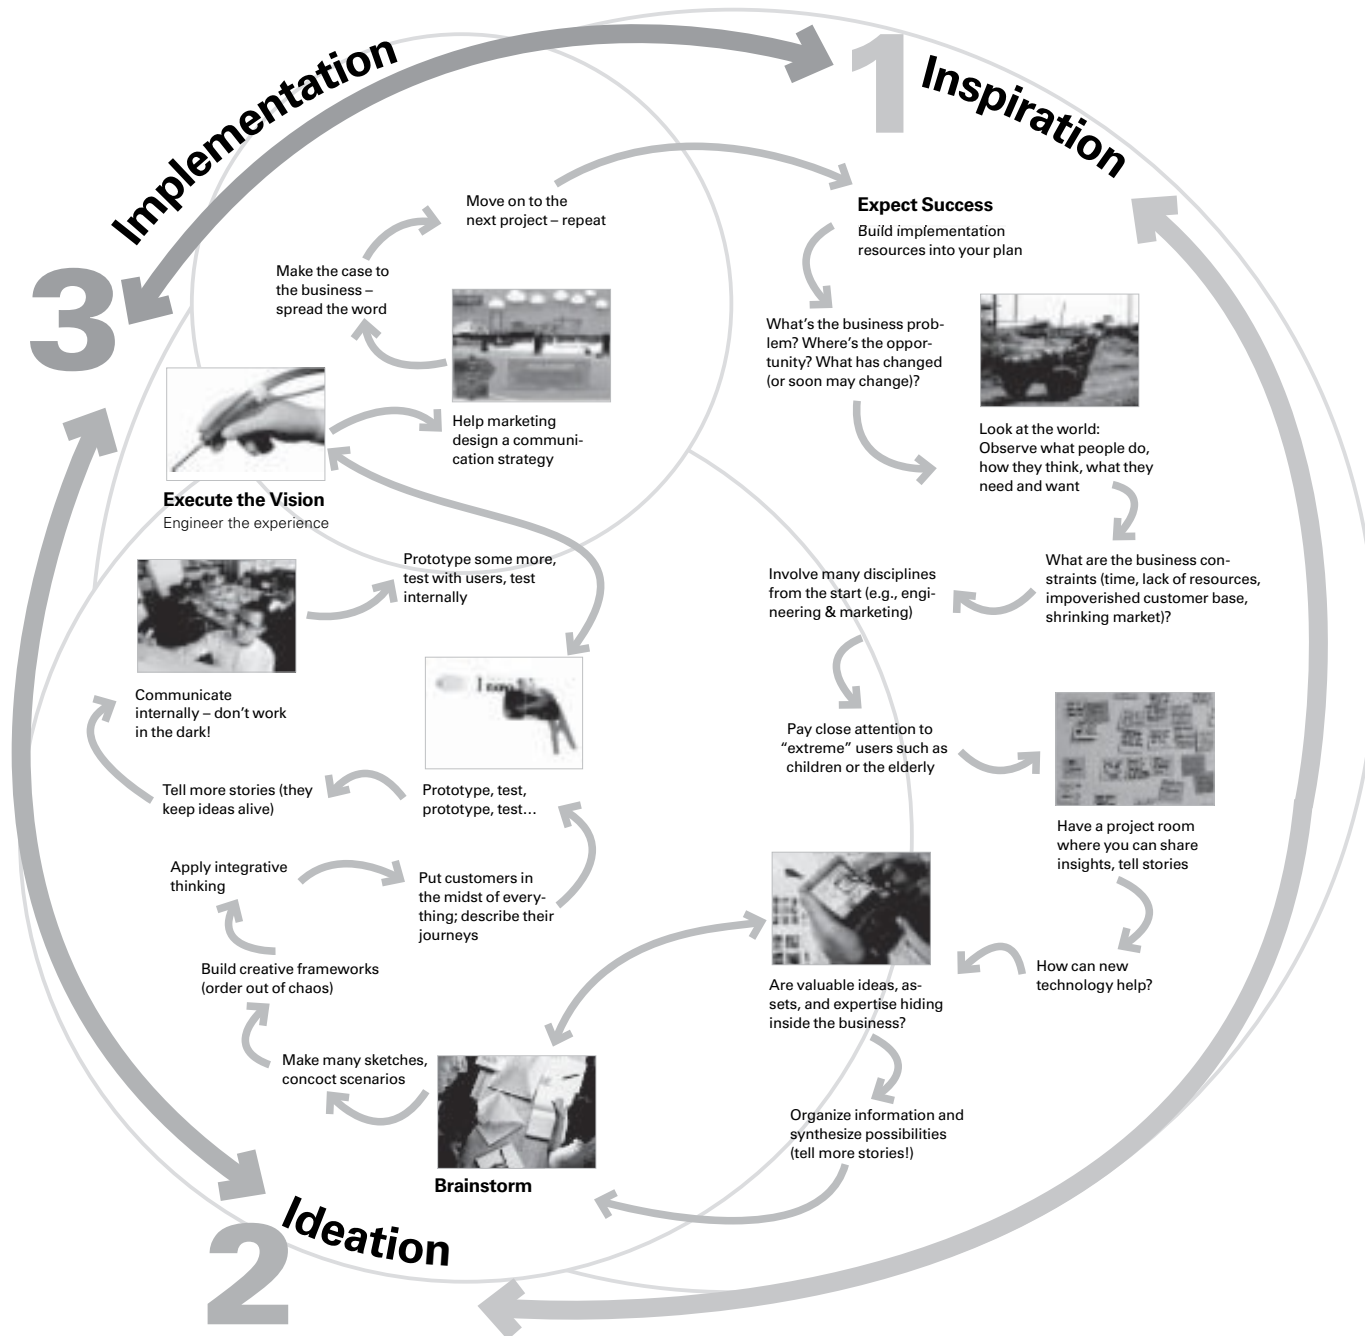 1
Inspiration
Expect Success
Build implementation
resources into your plan
What's the business prob-
lem? Where's the oppor-
tunity? What has changed
(or soon may change)?
Look at the world:
Observe what people do,
how they think, what they
need and want
What are the business con-
straints (time, lack of resources,
impoverished customer base,
shrinking market)?
Involve many disciplines
from the start (e.g., engi-
neering & marketing)
Pay close attention to
“extreme” users such as
children or the elderly
Have a project room
where you can share
insights, tell stories
How can new
technology help?
Are valuable ideas, as-
sets, and expertise hiding
inside the business?
Organize information and
synthesize possibilities
(tell more stories!)
2
Ideation
Brainstorm
Make many sketches,
concoct scenarios
Build creative frameworks
(order out of chaos)
Apply integrative
thinking
Put customers in
the midst of every-
thing; describe their
journeys
Prototype, test,
prototype, test…
Tell more stories (they
keep ideas alive)
Communicate
internally – don't work
in the dark!
Prototype some more,
test with users, test
internally
3
Implementation
Execute the Vision
Engineer the experience
Help marketing
design a communi-
cation strategy
Make the case to
the business –
spread the word
Move on to the
next project – repeat